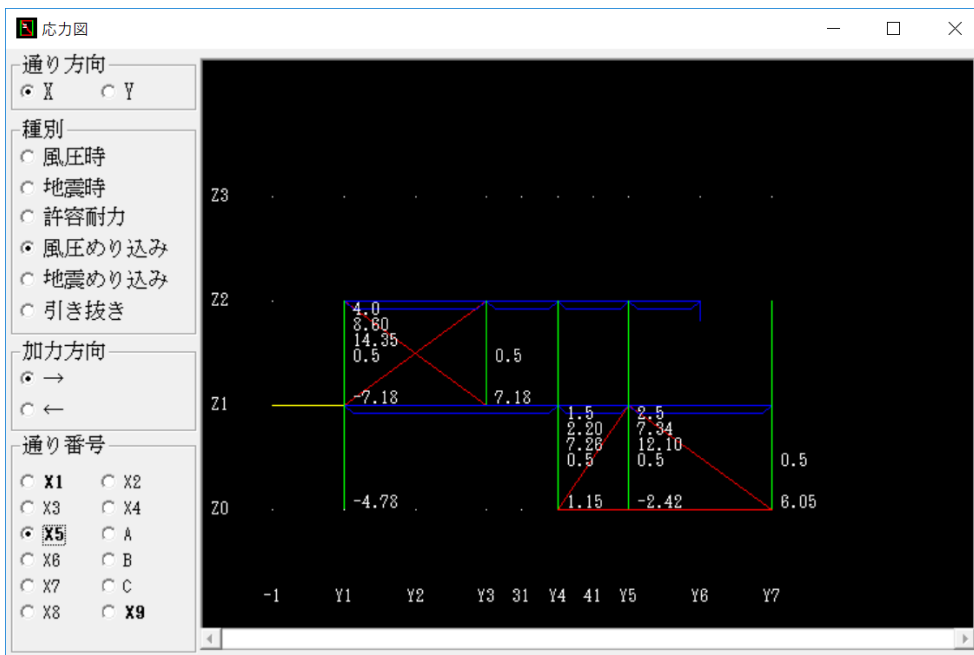 応力図
通り方向
X Y
種別
風圧時
地震時
許容耐力
風圧めり込み
地震めり込み
引き抜き
加力方向
→
←
通り番号
X1 X2
X3 X4
X5 A
X6 B
X7 C
X8 X9
Z3
Z2
4.0
8.60
14.35
0.5 0.5
-7.18 7.18
Z1
1.5 2.5
2.20 7.34
7.26 12.10
0.5 0.5 0.5
Z0 -4.78 1.15 -2.42 6.05
-1 Y1 Y2 Y3 31 Y4 41 Y5 Y6 Y7